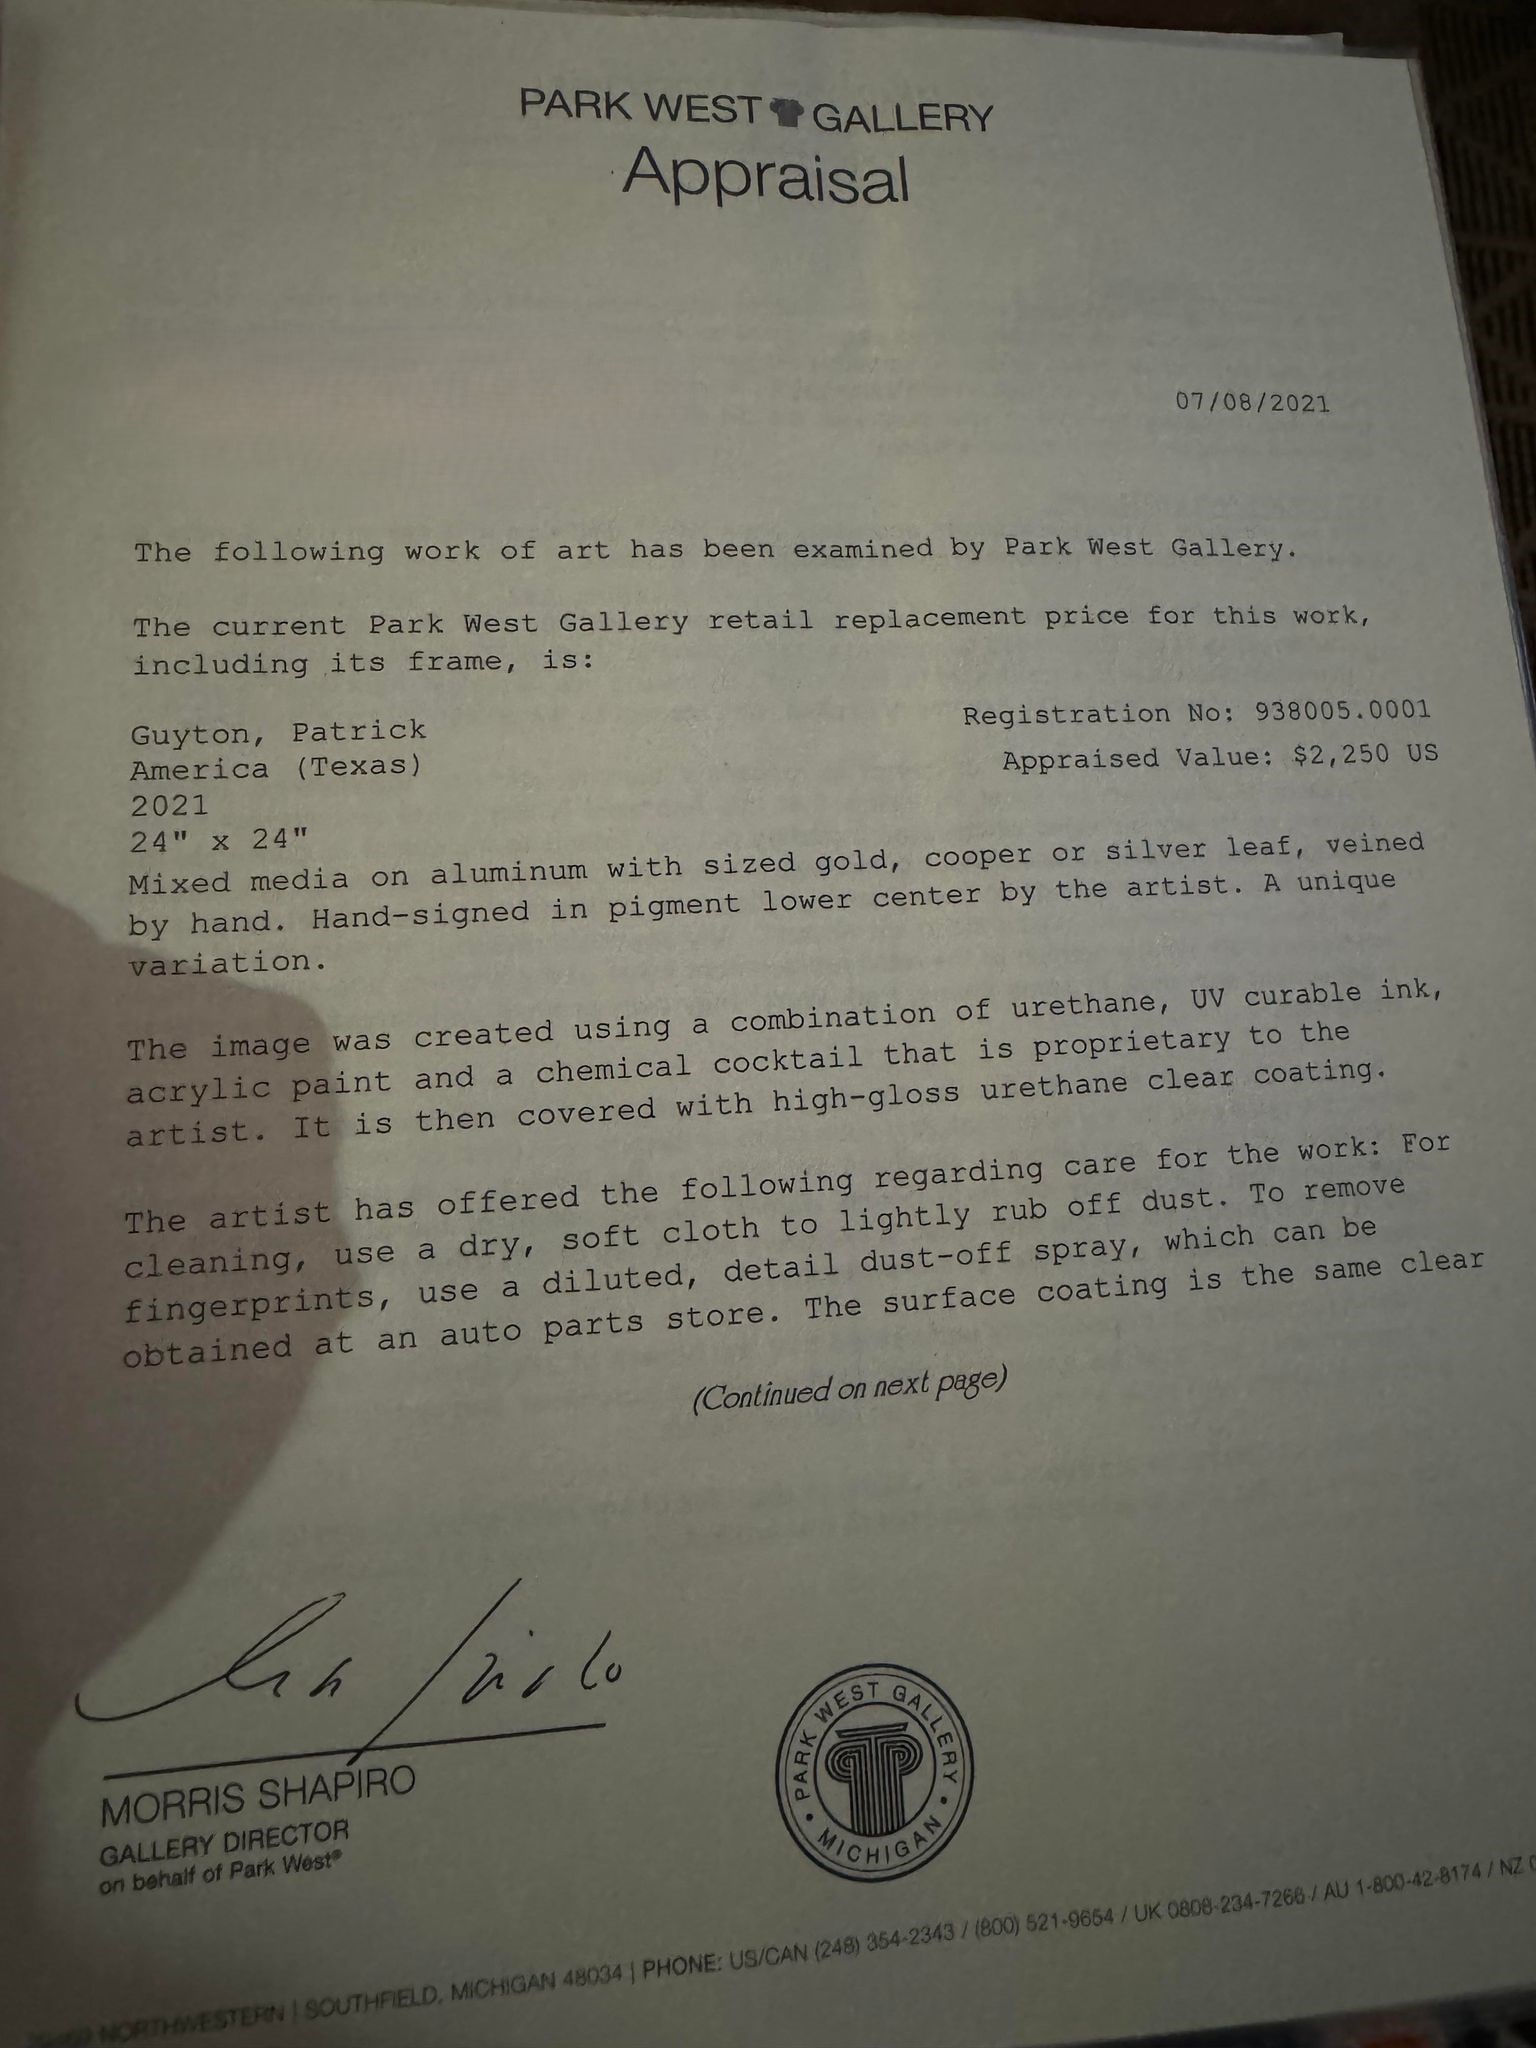 PARK WEST GALLERY
Appraisal
07/08/2021
The following work of art has been examined by Park West Gallery.
The current Park West Gallery retail replacement price for this work,
including its frame, is:
Guyton, Patrick
Registration No: 938005.0001
America (Texas)
Appraised Value: $2,250 US
2021
24" x 24"
Mixed media on aluminum with sized gold, cooper or silver leaf, veined
by hand. Hand-signed in pigment lower center by the artist. A unique
variation.
The image was created using a combination of urethane, UV curable ink,
acrylic paint and a chemical cocktail that is proprietary to the
artist. It is then covered with high-gloss urethane clear coating.
The artist has offered the following regarding care for the work: For
cleaning, use a dry, soft cloth to lightly rub off dust. To remove
fingerprints, use a diluted, detail dust-off spray, which can be
obtained at an auto parts store. The surface coating is the same clear
(Continued on next page)
MORRIS SHAPIRO
GALLERY DIRECTOR
on behalf of Park West®
PARK WEST GALLERY • MICHIGAN •
NORTHWESTERN | SOUTHFIELD, MICHIGAN 48034 | PHONE: US/CAN (248) 354-2343 / (800) 521-9654 / UK 0808-234-7266 / AU 1-800-42-8174 / NZ